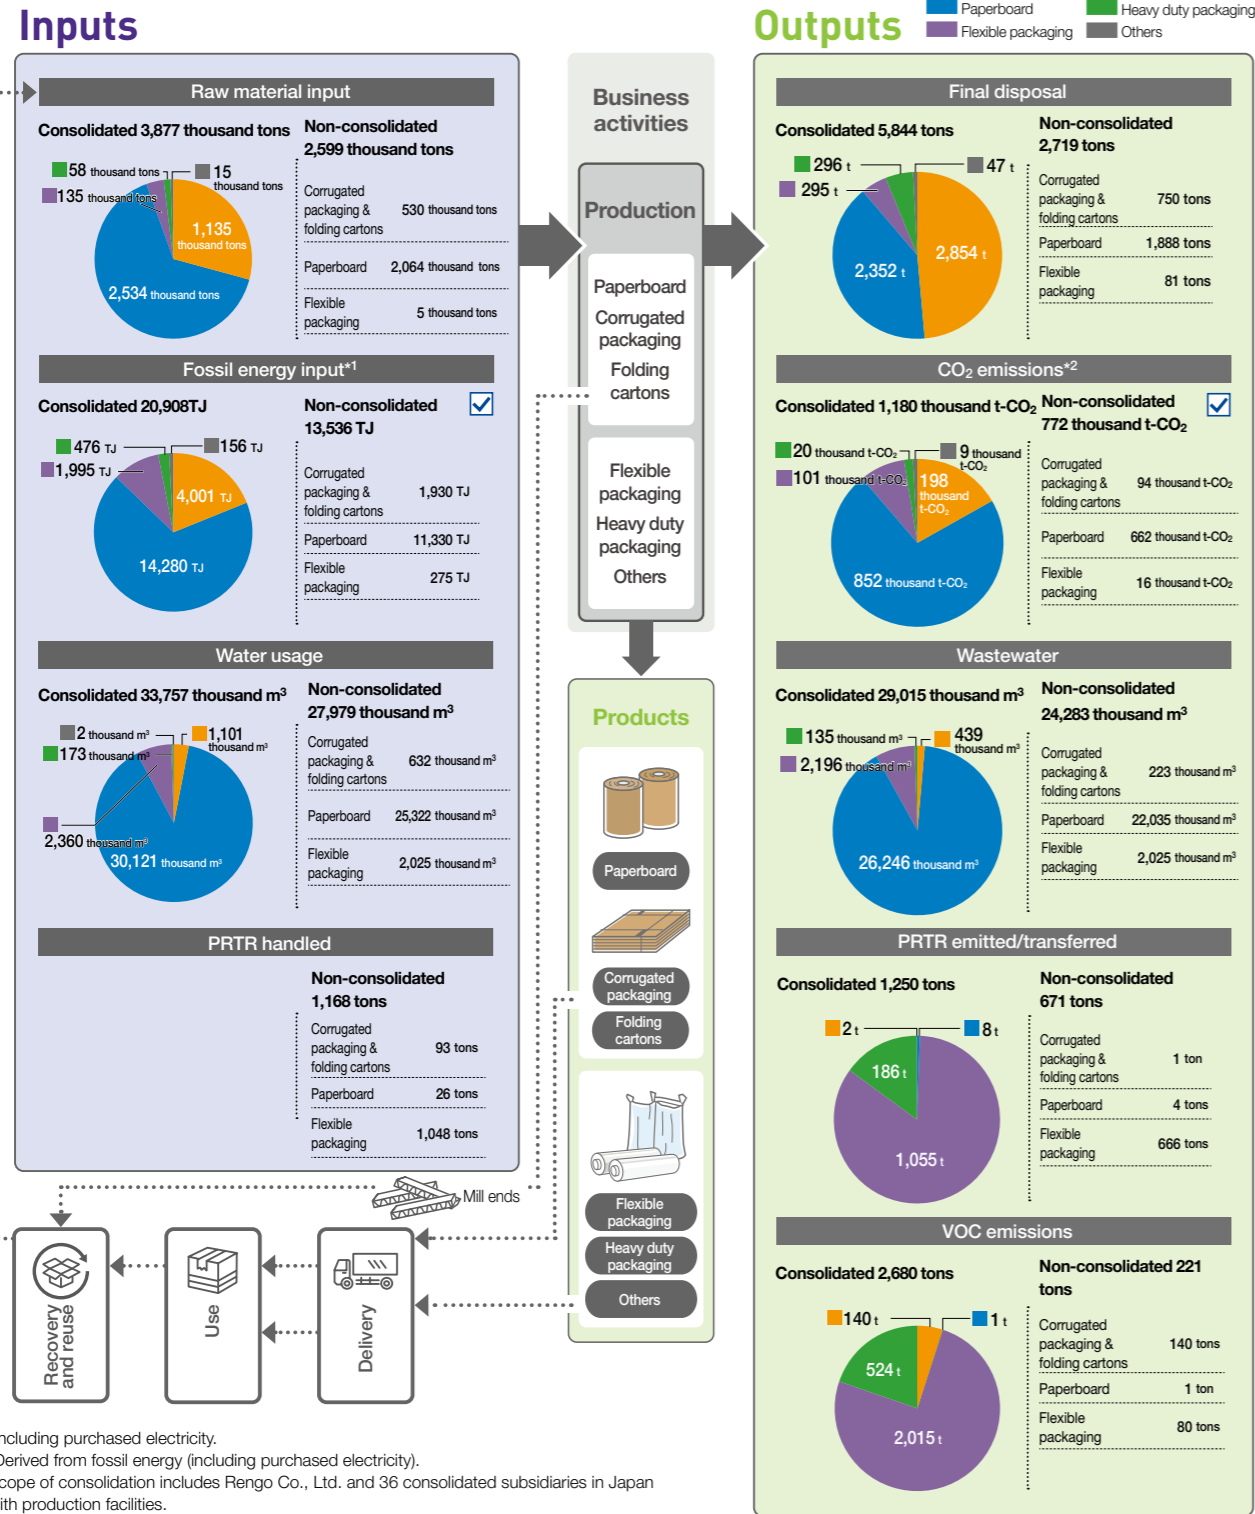 Inputs
Raw material input
Consolidated 3,877 thousand tons
58 thousand tons
15 thousand tons
135 thousand tons
1,135 thousand tons
2,534 thousand tons
Non-consolidated
2,599 thousand tons
Corrugated
packaging &
folding cartons
530 thousand tons
Paperboard 2,064 thousand tons
Flexible
packaging
5 thousand tons
Fossil energy input*1
Consolidated 20,908TJ
476 TJ
156 TJ
1,995 TJ
4,001 TJ
14,280 TJ
Non-consolidated
13,536 TJ
Corrugated
packaging &
folding cartons
1,930 TJ
Paperboard 11,330 TJ
Flexible
packaging
275 TJ
Water usage
Consolidated 33,757 thousand m³
2 thousand m³
1,101 thousand m³
173 thousand m³
2,360 thousand m³
30,121 thousand m³
Non-consolidated
27,979 thousand m³
Corrugated
packaging &
folding cartons
632 thousand m³
Paperboard 25,322 thousand m³
Flexible
packaging
2,025 thousand m³
PRTR handled
Non-consolidated
1,168 tons
Corrugated
packaging &
folding cartons
93 tons
Paperboard 26 tons
Flexible
packaging
1,048 tons
Business
activities
Production
Paperboard
Corrugated
packaging
Folding
cartons
Flexible
packaging
Heavy duty
packaging
Others
Products
Paperboard
Corrugated
packaging
Folding
cartons
Flexible
packaging
Heavy duty
packaging
Others
Mill ends
Recovery
and reuse
Use
Delivery
Outputs
Paperboard
Heavy duty packaging
Flexible packaging
Others
Final disposal
Consolidated 5,844 tons
296 t
47 t
295 t
2,854 t
2,352 t
Non-consolidated
2,719 tons
Corrugated
packaging &
folding cartons
750 tons
Paperboard 1,888 tons
Flexible
packaging
81 tons
CO₂ emissions*2
Consolidated 1,180 thousand t-CO₂
20 thousand t-CO₂
9 thousand t-CO₂
101 thousand t-CO₂
198 thousand t-CO₂
852 thousand t-CO₂
Non-consolidated
772 thousand t-CO₂
Corrugated
packaging &
folding cartons
94 thousand t-CO₂
Paperboard 662 thousand t-CO₂
Flexible
packaging
16 thousand t-CO₂
Wastewater
Consolidated 29,015 thousand m³
135 thousand m³
439 thousand m³
2,196 thousand m³
26,246 thousand m³
Non-consolidated
24,283 thousand m³
Corrugated
packaging &
folding cartons
223 thousand m³
Paperboard 22,035 thousand m³
Flexible
packaging
2,025 thousand m³
PRTR emitted/transferred
Consolidated 1,250 tons
2 t
8 t
186 t
1,055 t
Non-consolidated
671 tons
Corrugated
packaging &
folding cartons
1 ton
Paperboard 4 tons
Flexible
packaging
666 tons
VOC emissions
Consolidated 2,680 tons
140 t
1 t
524 t
2,015 t
Non-consolidated 221
tons
Corrugated
packaging &
folding cartons
140 tons
Paperboard 1 ton
Flexible
packaging
80 tons
ncluding purchased electricity.
Derived from fossil energy (including purchased electricity).
cope of consolidation includes Rengo Co., Ltd. and 36 consolidated subsidiaries in Japan
ith production facilities.